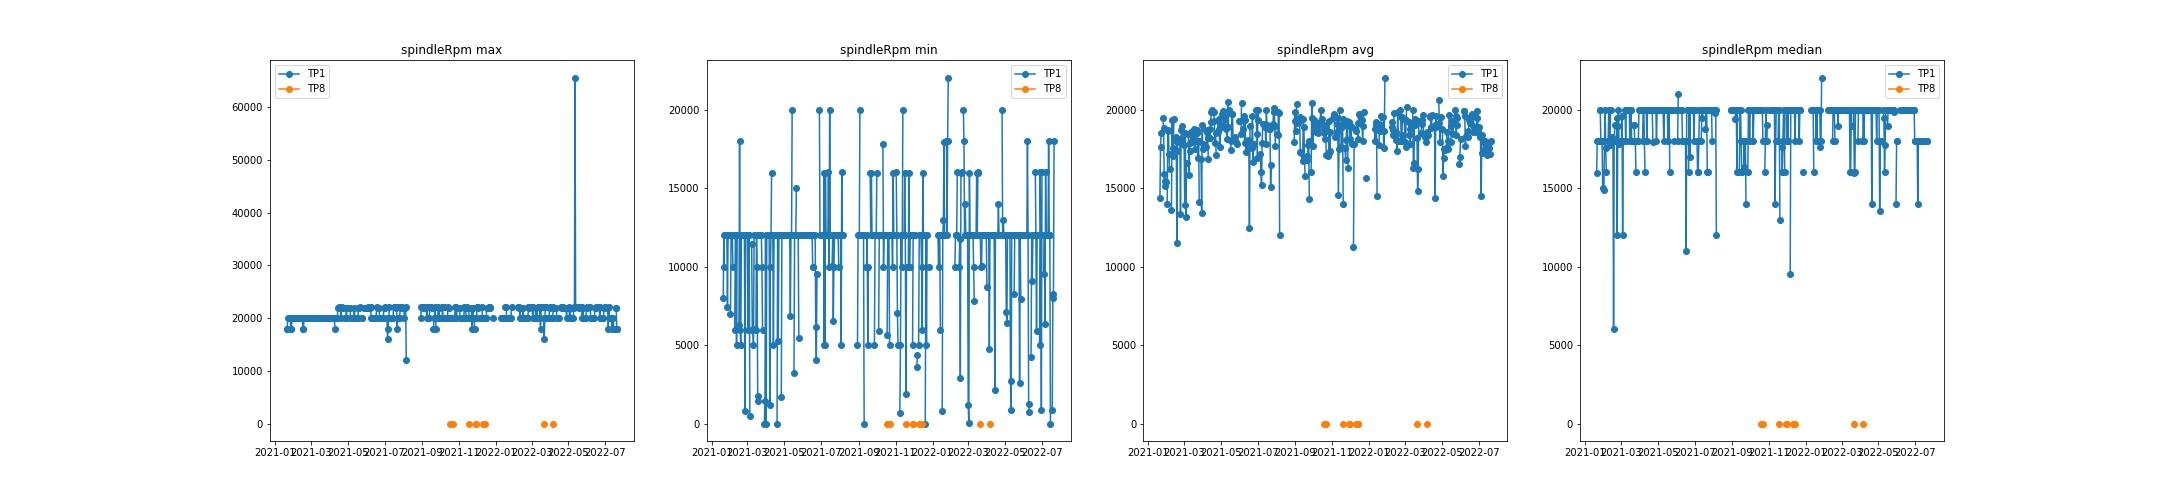 spindleRpm max
TP1
TP8
60000
50000
40000
30000
20000
10000
0
2021-01 2021-03 2021-05 2021-07 2021-09 2021-11 2022-01 2022-03 2022-05 2022-07
spindleRpm min
TP1
TP8
20000
15000
10000
5000
0
2021-01 2021-03 2021-05 2021-07 2021-09 2021-11 2022-01 2022-03 2022-05 2022-07
spindleRpm avg
TP1
TP8
20000
15000
10000
5000
0
2021-01 2021-03 2021-05 2021-07 2021-09 2021-11 2022-01 2022-03 2022-05 2022-07
spindleRpm median
TP1
TP8
20000
15000
10000
5000
0
2021-01 2021-03 2021-05 2021-07 2021-09 2021-11 2022-01 2022-03 2022-05 2022-07